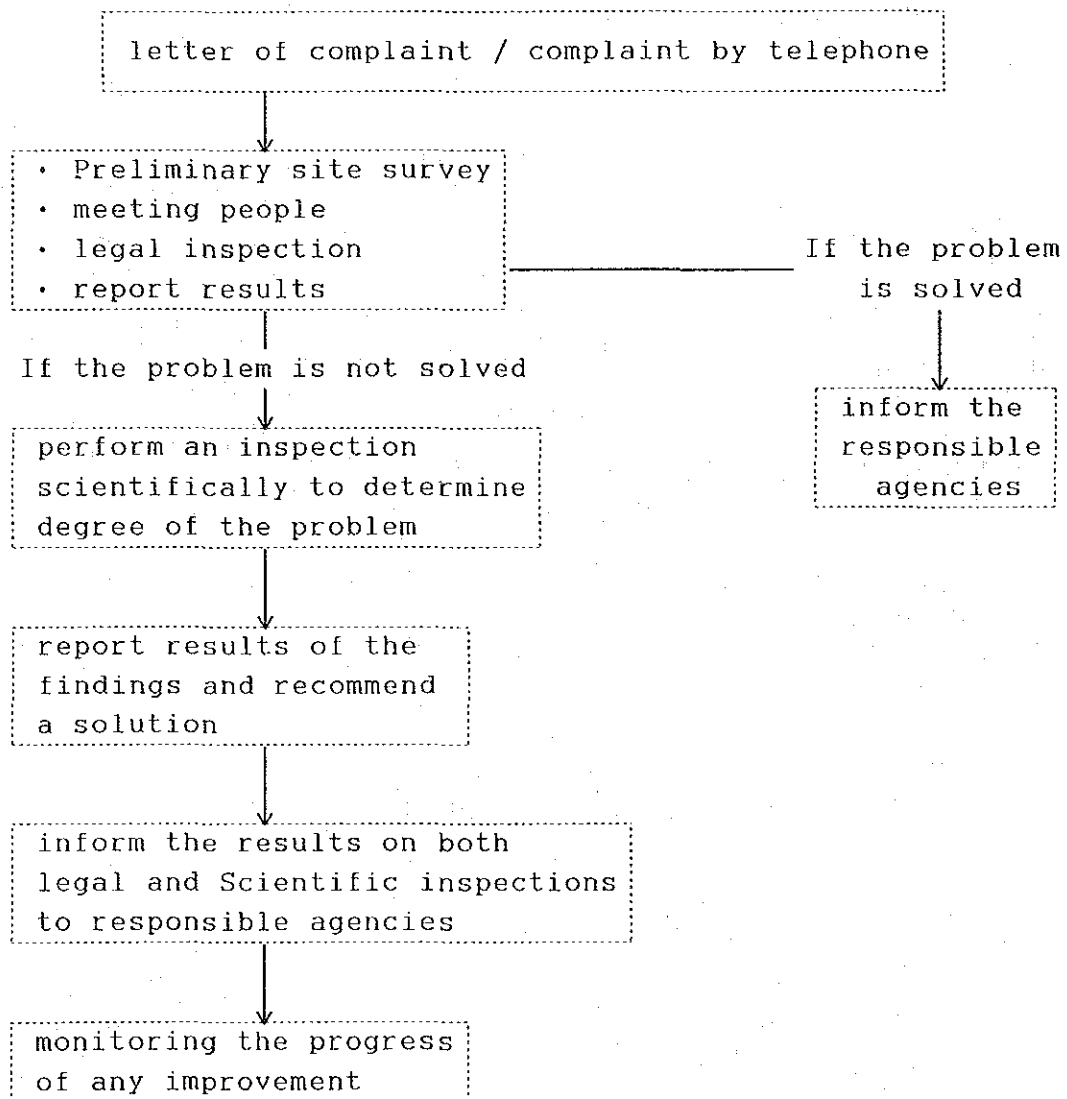 letter of complaint / complaint by telephone
· Preliminary site survey
· meeting people
· legal inspection
· report results
If the problem
is solved
If the problem is not solved
inform the
responsible
agencies
perform an inspection
scientifically to determine
degree of the problem
report results of the
findings and recommend
a solution
inform the results on both
legal and Scientific inspections
to responsible agencies
monitoring the progress
of any improvement